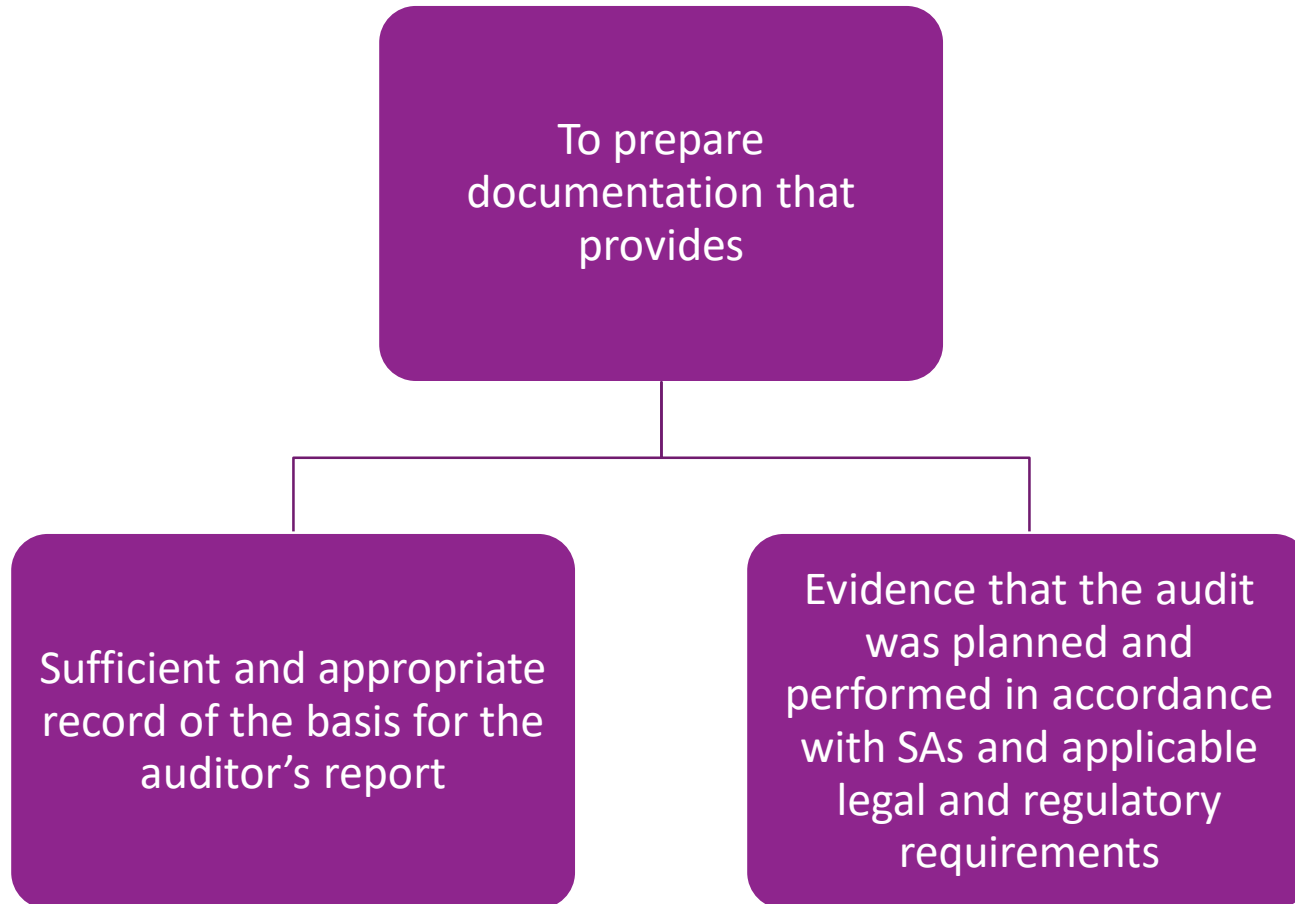 To prepare
documentation that
provides
Sufficient and appropriate
record of the basis for the
auditor’s report
Evidence that the audit
was planned and
performed in accordance
with SAs and applicable
legal and regulatory
requirements